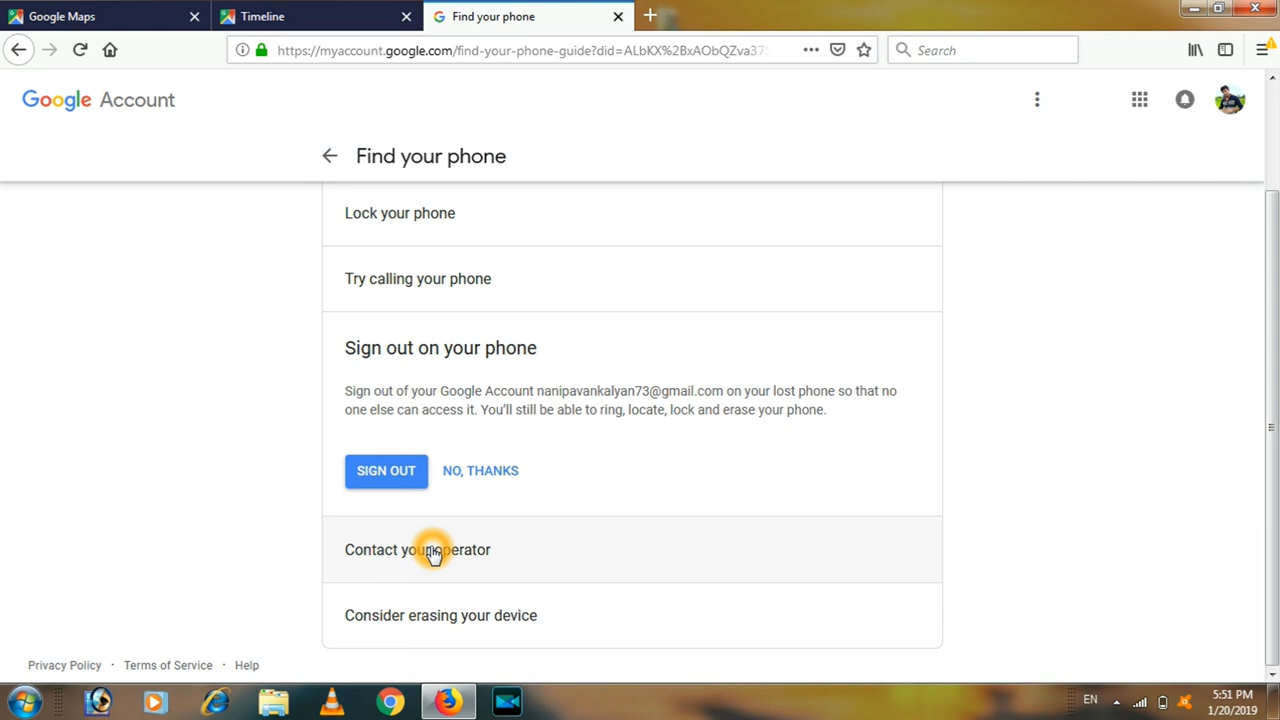 Google Maps
Timeline
Find your phone
https://myaccount.google.com/find-your-phone-guide?did=ALbKX%2BxAObQZva37
Search
Google Account
Find your phone
Lock your phone
Try calling your phone
Sign out on your phone
Sign out of your Google Account nanipavankalyan73@gmail.com on your lost phone so that no
one else can access it. You'll still be able to ring, locate, lock and erase your phone.
SIGN OUT
NO, THANKS
Contact your operator
Consider erasing your device
Privacy Policy · Terms of Service · Help
EN
5:51 PM
1/20/2019